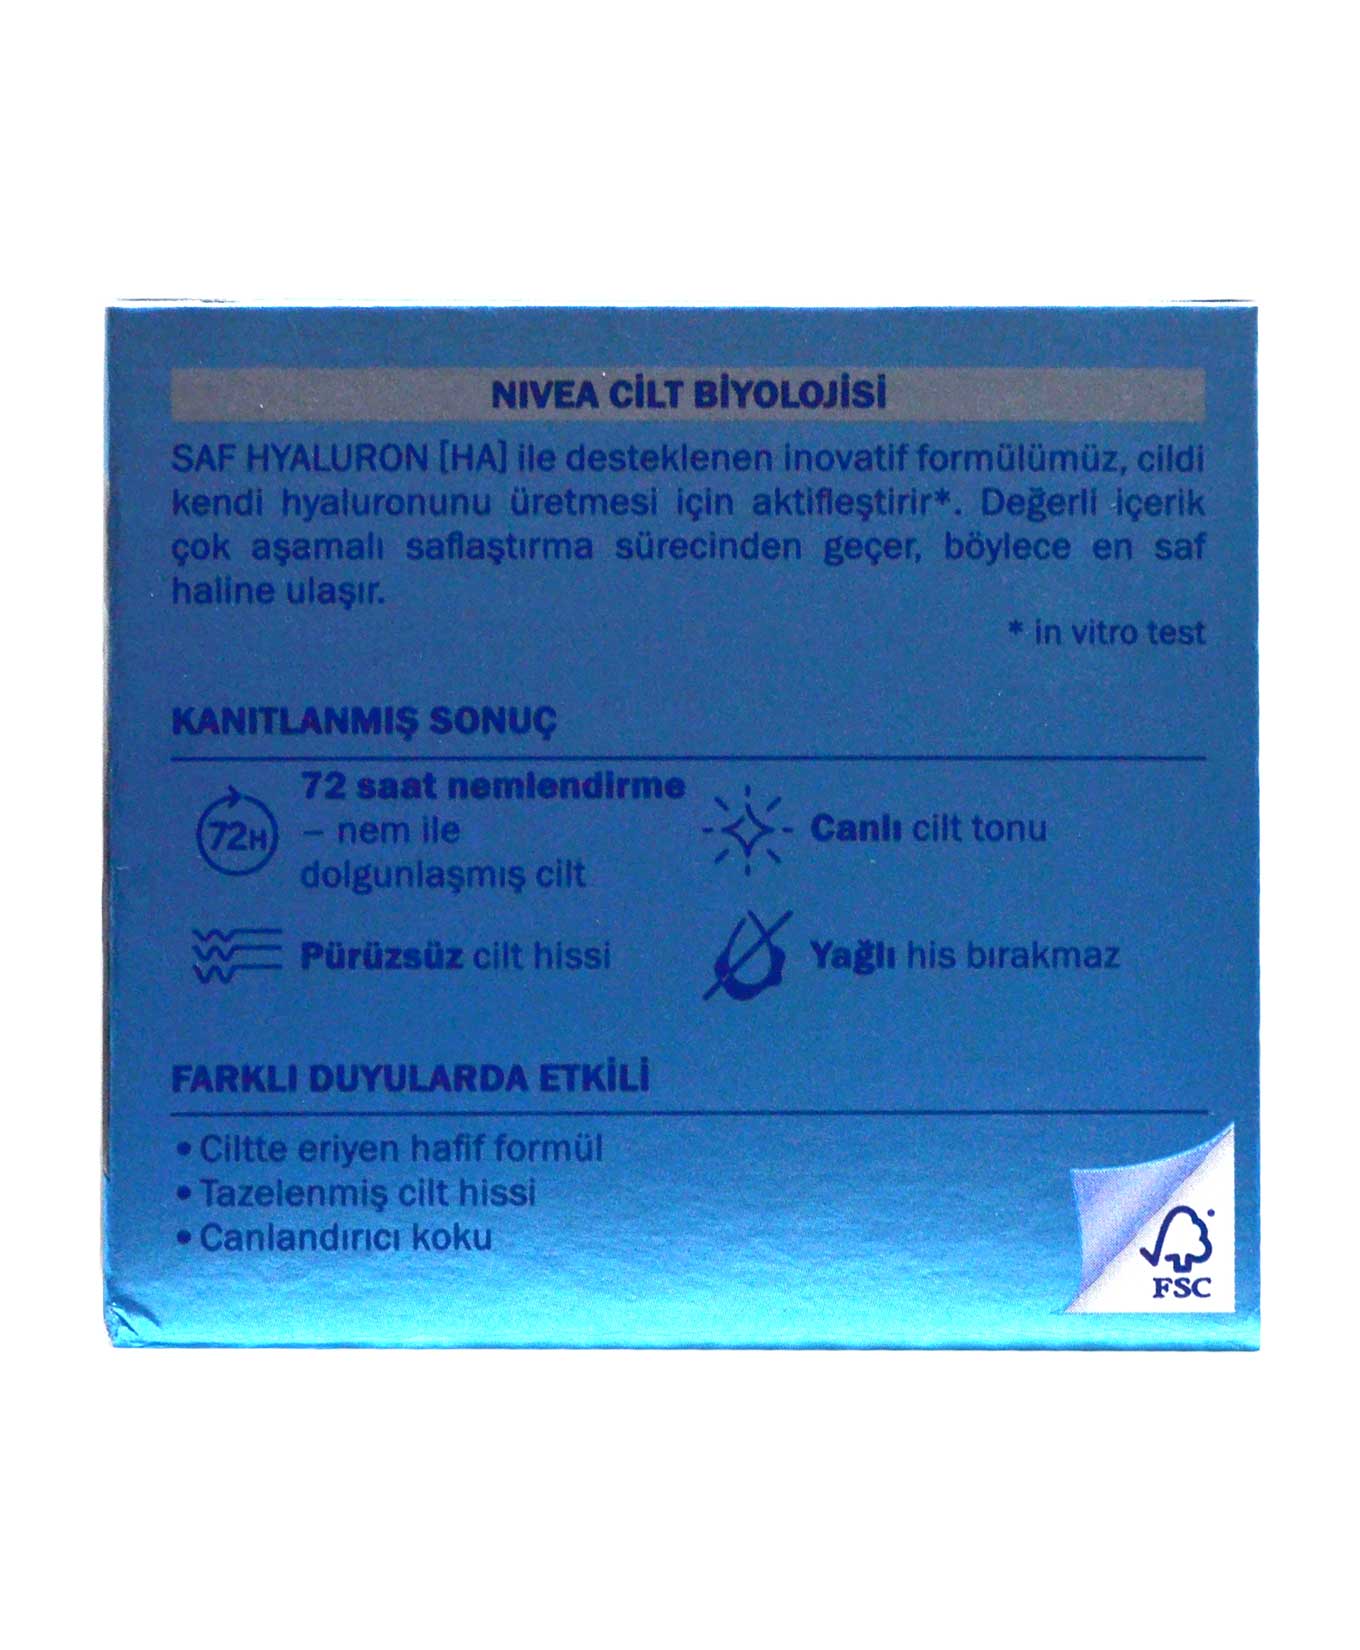 NIVEA CİLT BİYOLOJİSİ
SAF HYALURON [HA] ile desteklenen inovatif formülümüz, cildi
kendi hyaluronunu üretmesi için aktifleştirir*. Değerli içerik
çok aşamalı saflaştırma sürecinden geçer, böylece en saf
haline ulaşır.
* in vitro test
KANITLANMIŞ SONUÇ
72H
72 saat nemlendirme
– nem ile
dolgunlaşmış cilt
Canlı cilt tonu
Pürüzsüz cilt hissi
Yağlı his bırakmaz
FARKLI DUYULARDA ETKİLİ
• Ciltte eriyen hafif formül
• Tazelenmiş cilt hissi
• Canlandırıcı koku
FSC